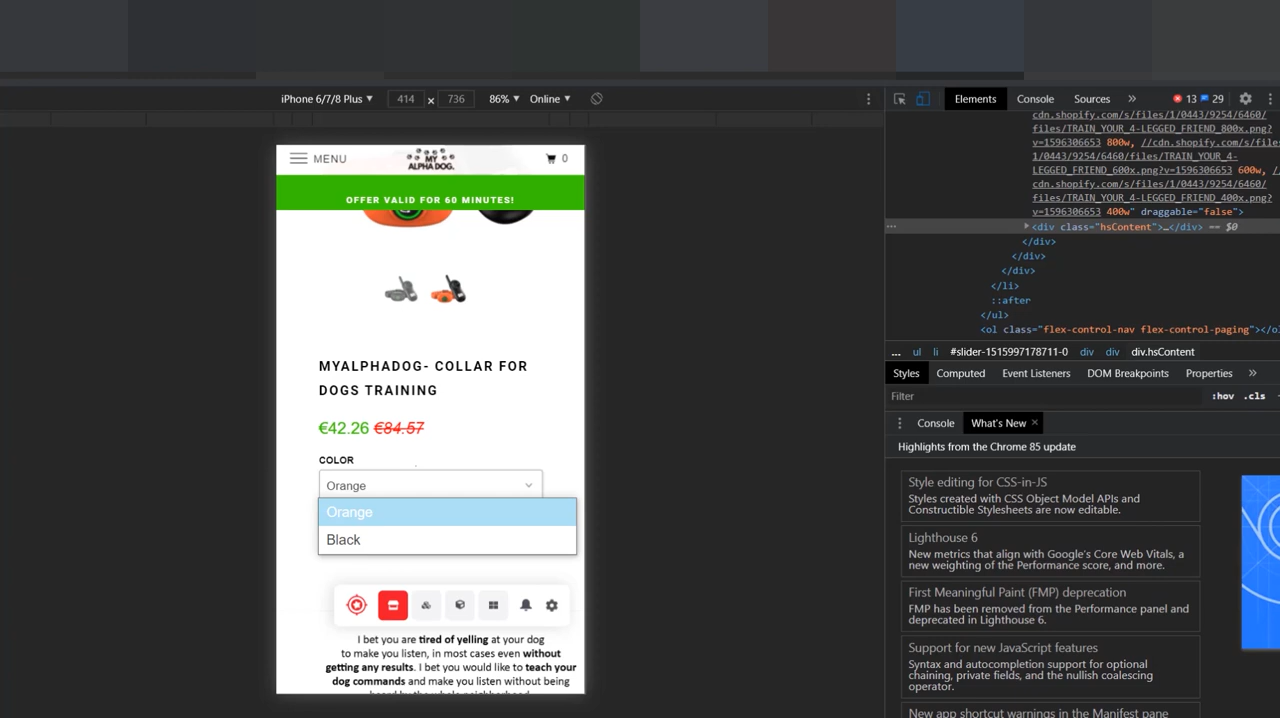 iPhone 6/7/8 Plus ▼ 414 × 736 86% ▼ Online ▼
MENU
MY
ALPHA DOG.
0
OFFER VALID FOR 60 MINUTES!
MYALPHADOG- COLLAR FOR
DOGS TRAINING
€42.26 €84.57
COLOR
Orange
Orange
Black
I bet you are tired of yelling at your dog
to make you listen, in most cases even without
getting any results. I bet you would like to teach your
dog commands and make you listen without being
heard by the whole neighborhood
Elements Console Sources » 13 29
cdn.shopify.com/s/files/1/0443/9254/6460/
files/TRAIN_YOUR_4-LEGGED_FRIEND_800x.png?
v=1596306653 800w, //cdn.shopify.com/s/files/
1/0443/9254/6460/files/TRAIN_YOUR_4-
LEGGED_FRIEND_600x.png?v=1596306653 600w, //
cdn.shopify.com/s/files/1/0443/9254/6460/
files/TRAIN_YOUR_4-LEGGED_FRIEND_400x.png?
v=1596306653 400w" draggable="false">
… <div class="hsContent">…</div> == $0
</div>
</div>
</div>
</li>
::after
</ul>
<ol class="flex-control-nav flex-control-paging"></o
... ul li #slider-1515997178711-0 div div div.hsContent
Styles Computed Event Listeners DOM Breakpoints Properties »
Filter :hov .cls
Console What's New ×
Highlights from the Chrome 85 update
Style editing for CSS-in-JS
Styles created with CSS Object Model APIs and
Constructible Stylesheets are now editable.
Lighthouse 6
New metrics that align with Google's Core Web Vitals, a
new weighting of the Performance score, and more.
First Meaningful Paint (FMP) deprecation
FMP has been removed from the Performance panel and
deprecated in Lighthouse 6.
Support for new JavaScript features
Syntax and autocompletion support for optional
chaining, private fields, and the nullish coalescing
operator.
New app shortcut warnings in the Manifest pane